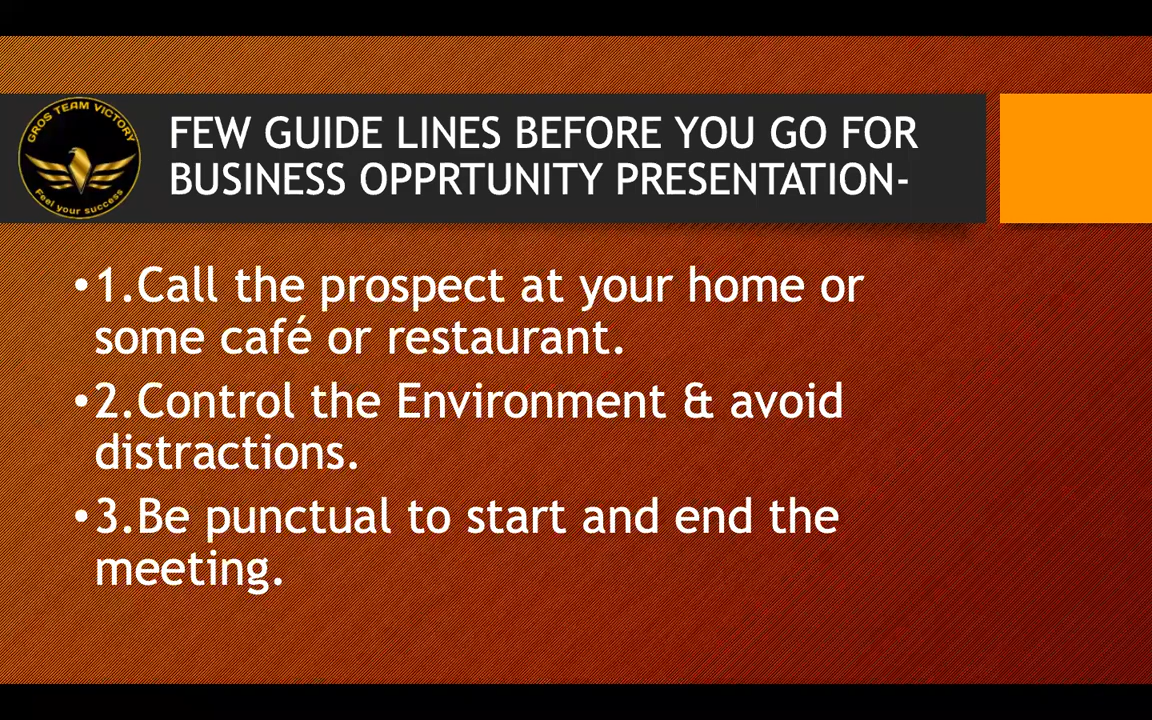 GROS TEAM VICTORY
Feel your success
FEW GUIDE LINES BEFORE YOU GO FOR
BUSINESS OPPRTUNITY PRESENTATION-
•1.Call the prospect at your home or
some café or restaurant.
•2.Control the Environment & avoid
distractions.
•3.Be punctual to start and end the
meeting.